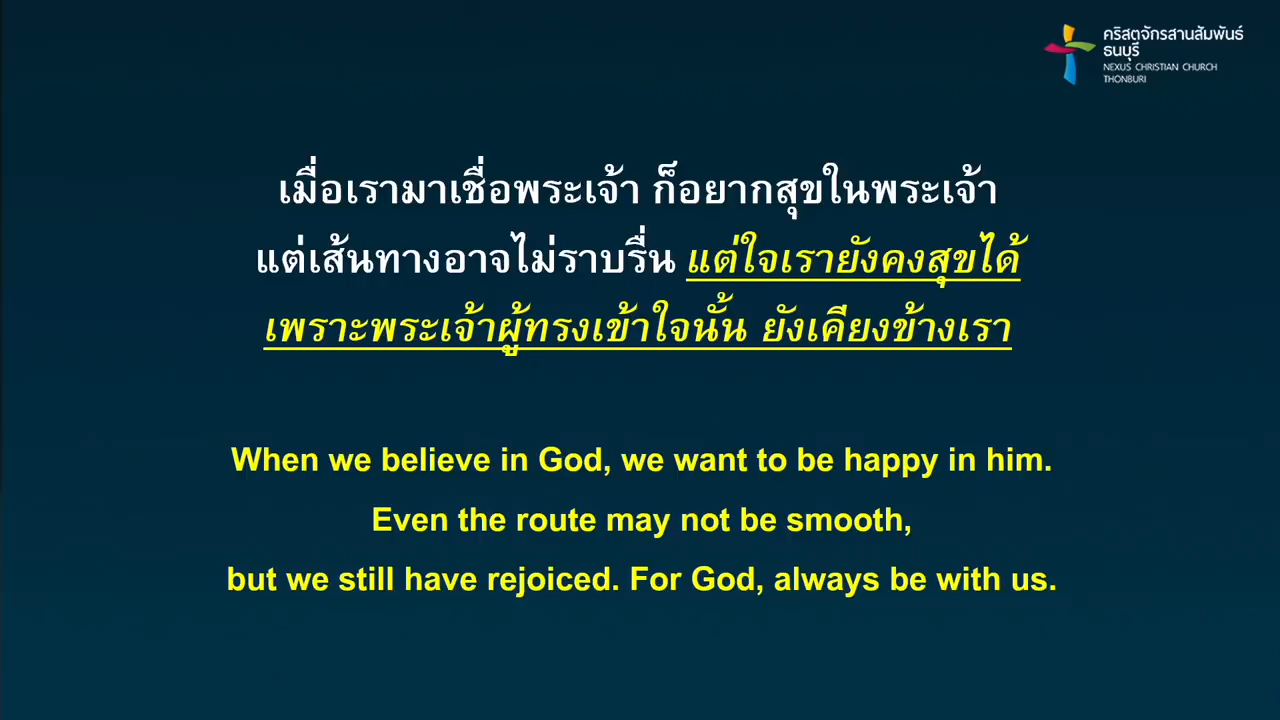 คริสตจักรสานสัมพันธ์
ธนบุรี
NEXUS CHRISTIAN CHURCH
THONBURI
เมื่อเรามาเชื่อพระเจ้า ก็อยากสุขในพระเจ้า
แต่เส้นทางอาจไม่ราบรื่น แต่ใจเรายังคงสุขได้
เพราะพระเจ้าผู้ทรงเข้าใจนั้น ยังเคียงข้างเรา
When we believe in God, we want to be happy in him.
Even the route may not be smooth,
but we still have rejoiced. For God, always be with us.